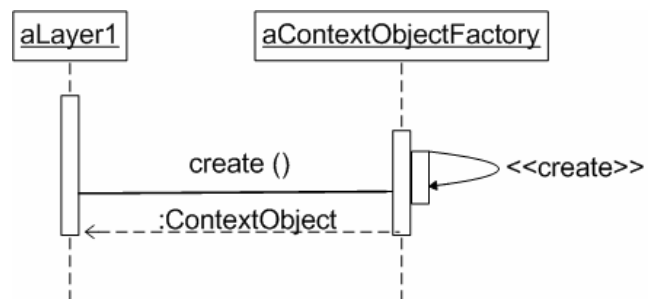 aLayer1
aContextObjectFactory
create ()
<<create>>
:ContextObject